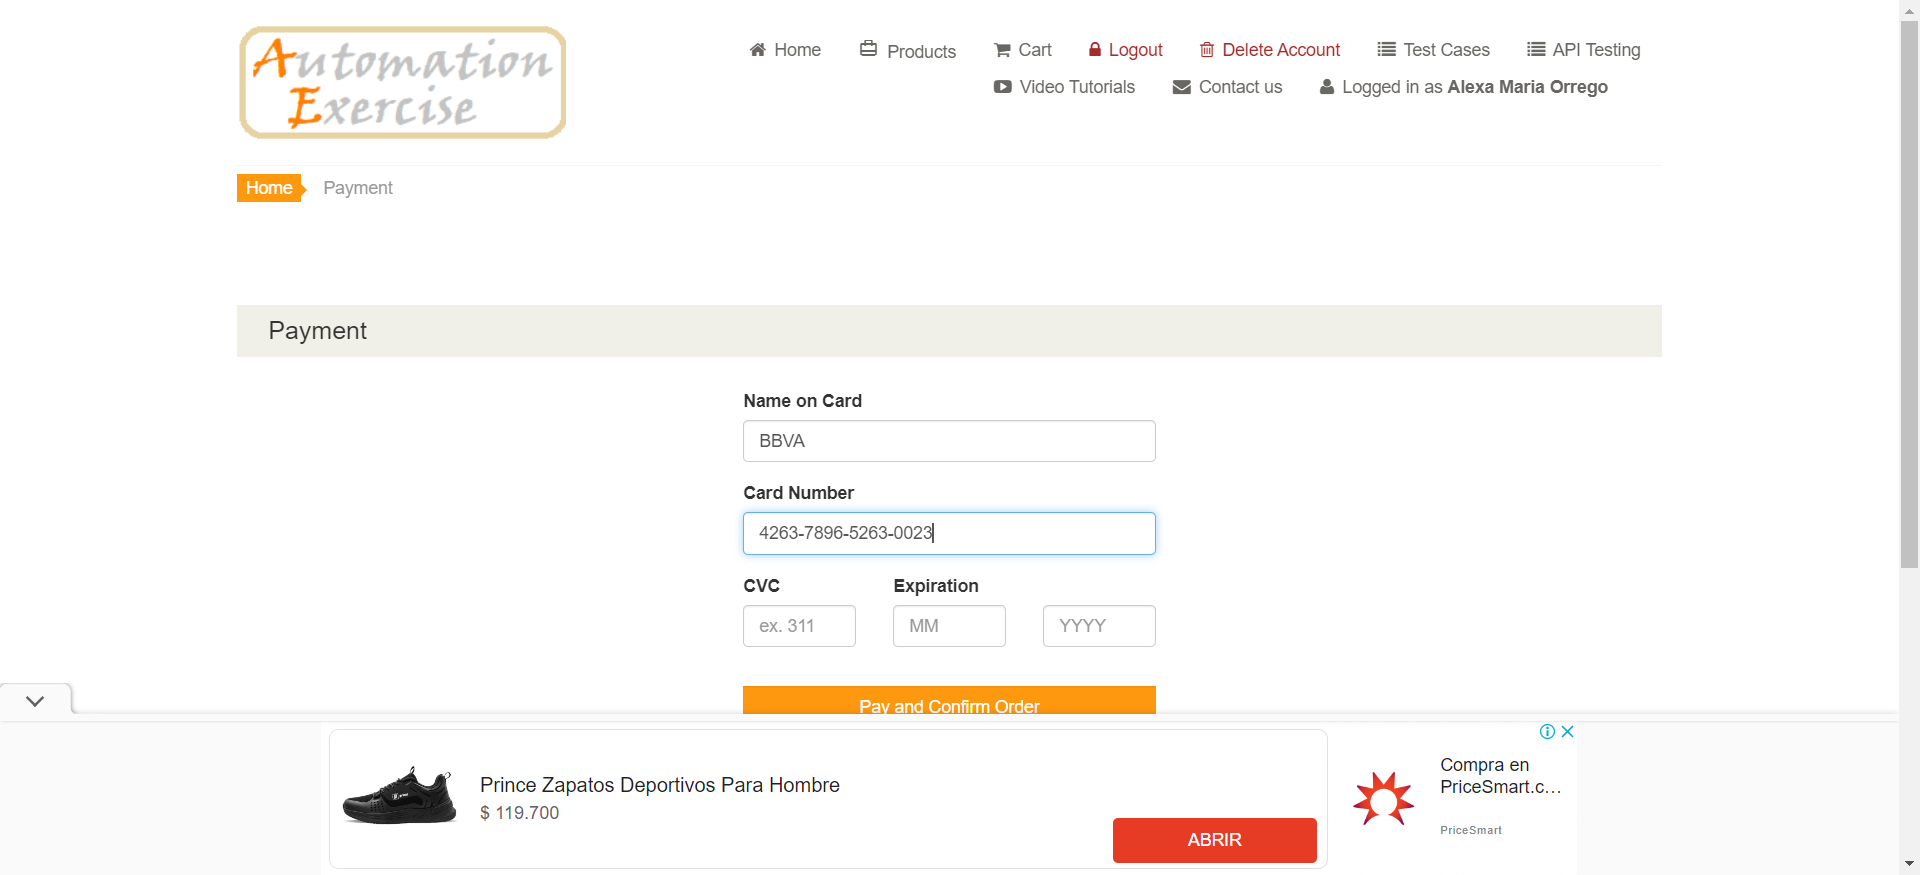 Automation
Exercise
Home
Products
Cart
Logout
Delete Account
Test Cases
API Testing
Video Tutorials
Contact us
Logged in as Alexa Maria Orrego
Home
Payment
Payment
Name on Card
BBVA
Card Number
4263-7896-5263-0023
CVC
Expiration
ex. 311
MM
YYYY
Pay and Confirm Order
Prince Zapatos Deportivos Para Hombre
$ 119.700
ABRIR
Compra en
PriceSmart.c...
PriceSmart